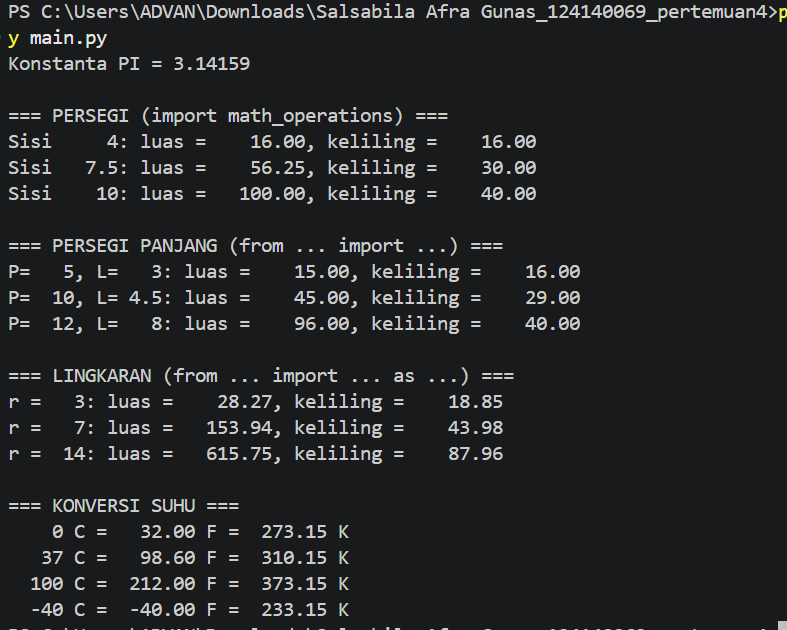 PS C:\Users\ADVAN\Downloads\Salsabila Afra Gunas_124140069_pertemuan4>p
y main.py
Konstanta PI = 3.14159
=== PERSEGI (import math_operations) ===
Sisi     4: luas =    16.00, keliling =    16.00
Sisi   7.5: luas =    56.25, keliling =    30.00
Sisi    10: luas =   100.00, keliling =    40.00
=== PERSEGI PANJANG (from ... import ...) ===
P=   5, L=   3: luas =    15.00, keliling =    16.00
P=  10, L= 4.5: luas =    45.00, keliling =    29.00
P=  12, L=   8: luas =    96.00, keliling =    40.00
=== LINGKARAN (from ... import ... as ...) ===
r =   3: luas =    28.27, keliling =    18.85
r =   7: luas =   153.94, keliling =    43.98
r =  14: luas =   615.75, keliling =    87.96
=== KONVERSI SUHU ===
    0 C =   32.00 F =  273.15 K
   37 C =   98.60 F =  310.15 K
  100 C =  212.00 F =  373.15 K
  -40 C =  -40.00 F =  233.15 K